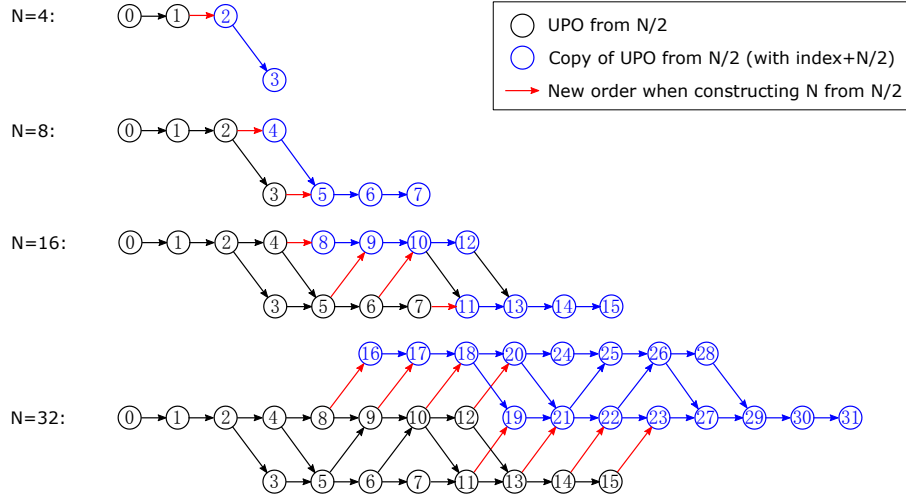 N=4: 0 1 2
3
UPO from N/2
Copy of UPO from N/2 (with index+N/2)
New order when constructing N from N/2
N=8: 0 1 2 4
3 5 6 7
N=16: 0 1 2 4 8 9 10 12
3 5 6 7 11 13 14 15
16 17 18 20 24 25 26 28
N=32: 0 1 2 4 8 9 10 12 19 21 22 23 27 29 30 31
3 5 6 7 11 13 14 15